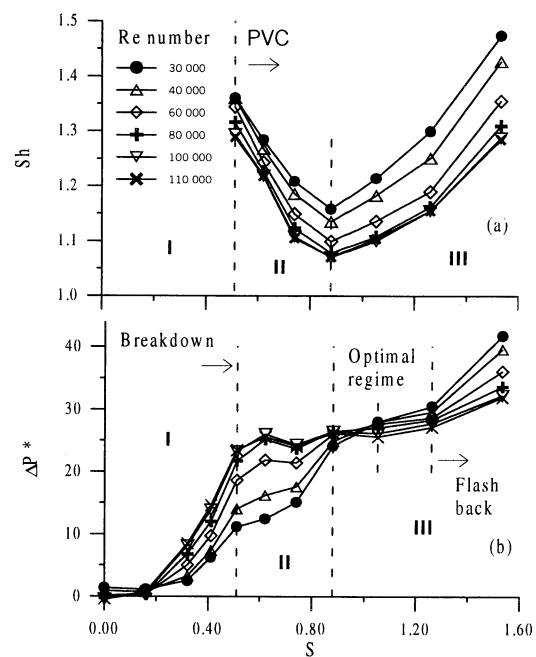 1.5
1.4
1.3
1.2
1.1
1.0
Sh
Re number
30 000
40 000
60 000
80 000
100 000
110 000
PVC
I
II
III
(a)
40
30
20
10
0
ΔP*
Breakdown
Optimal
regime
Flash
back
I
II
III
(b)
0.00
0.40
0.80
1.20
1.60
S